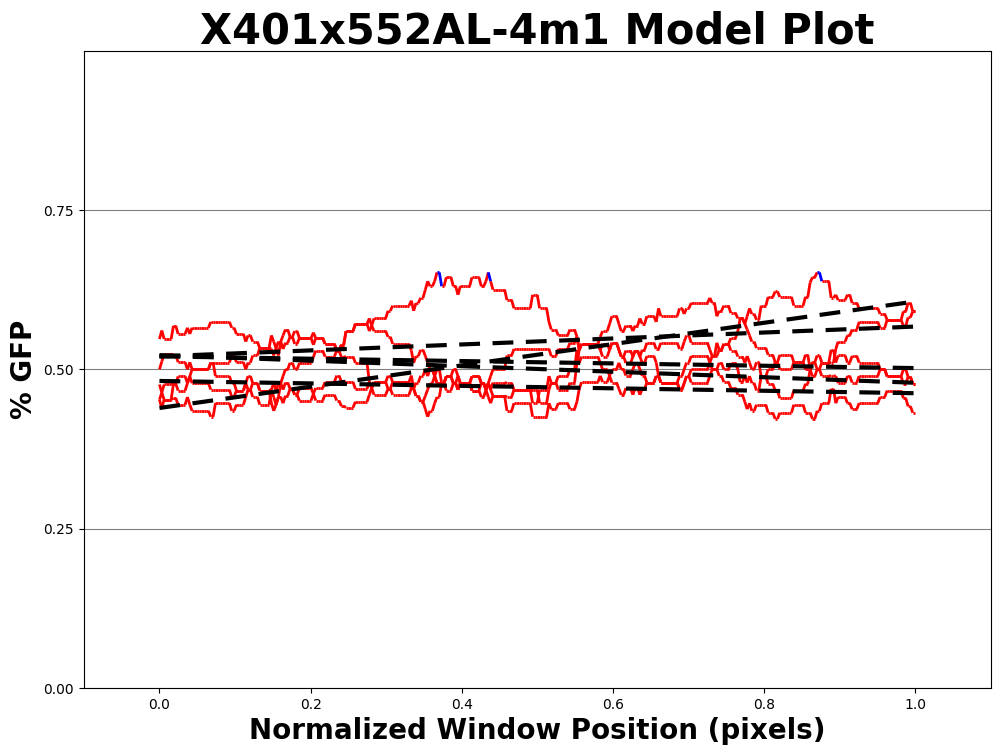 X401x552AL-4m1 Model Plot
% GFP
0.75
0.50
0.25
0.00
0.0 0.2 0.4 0.6 0.8 1.0
Normalized Window Position (pixels)